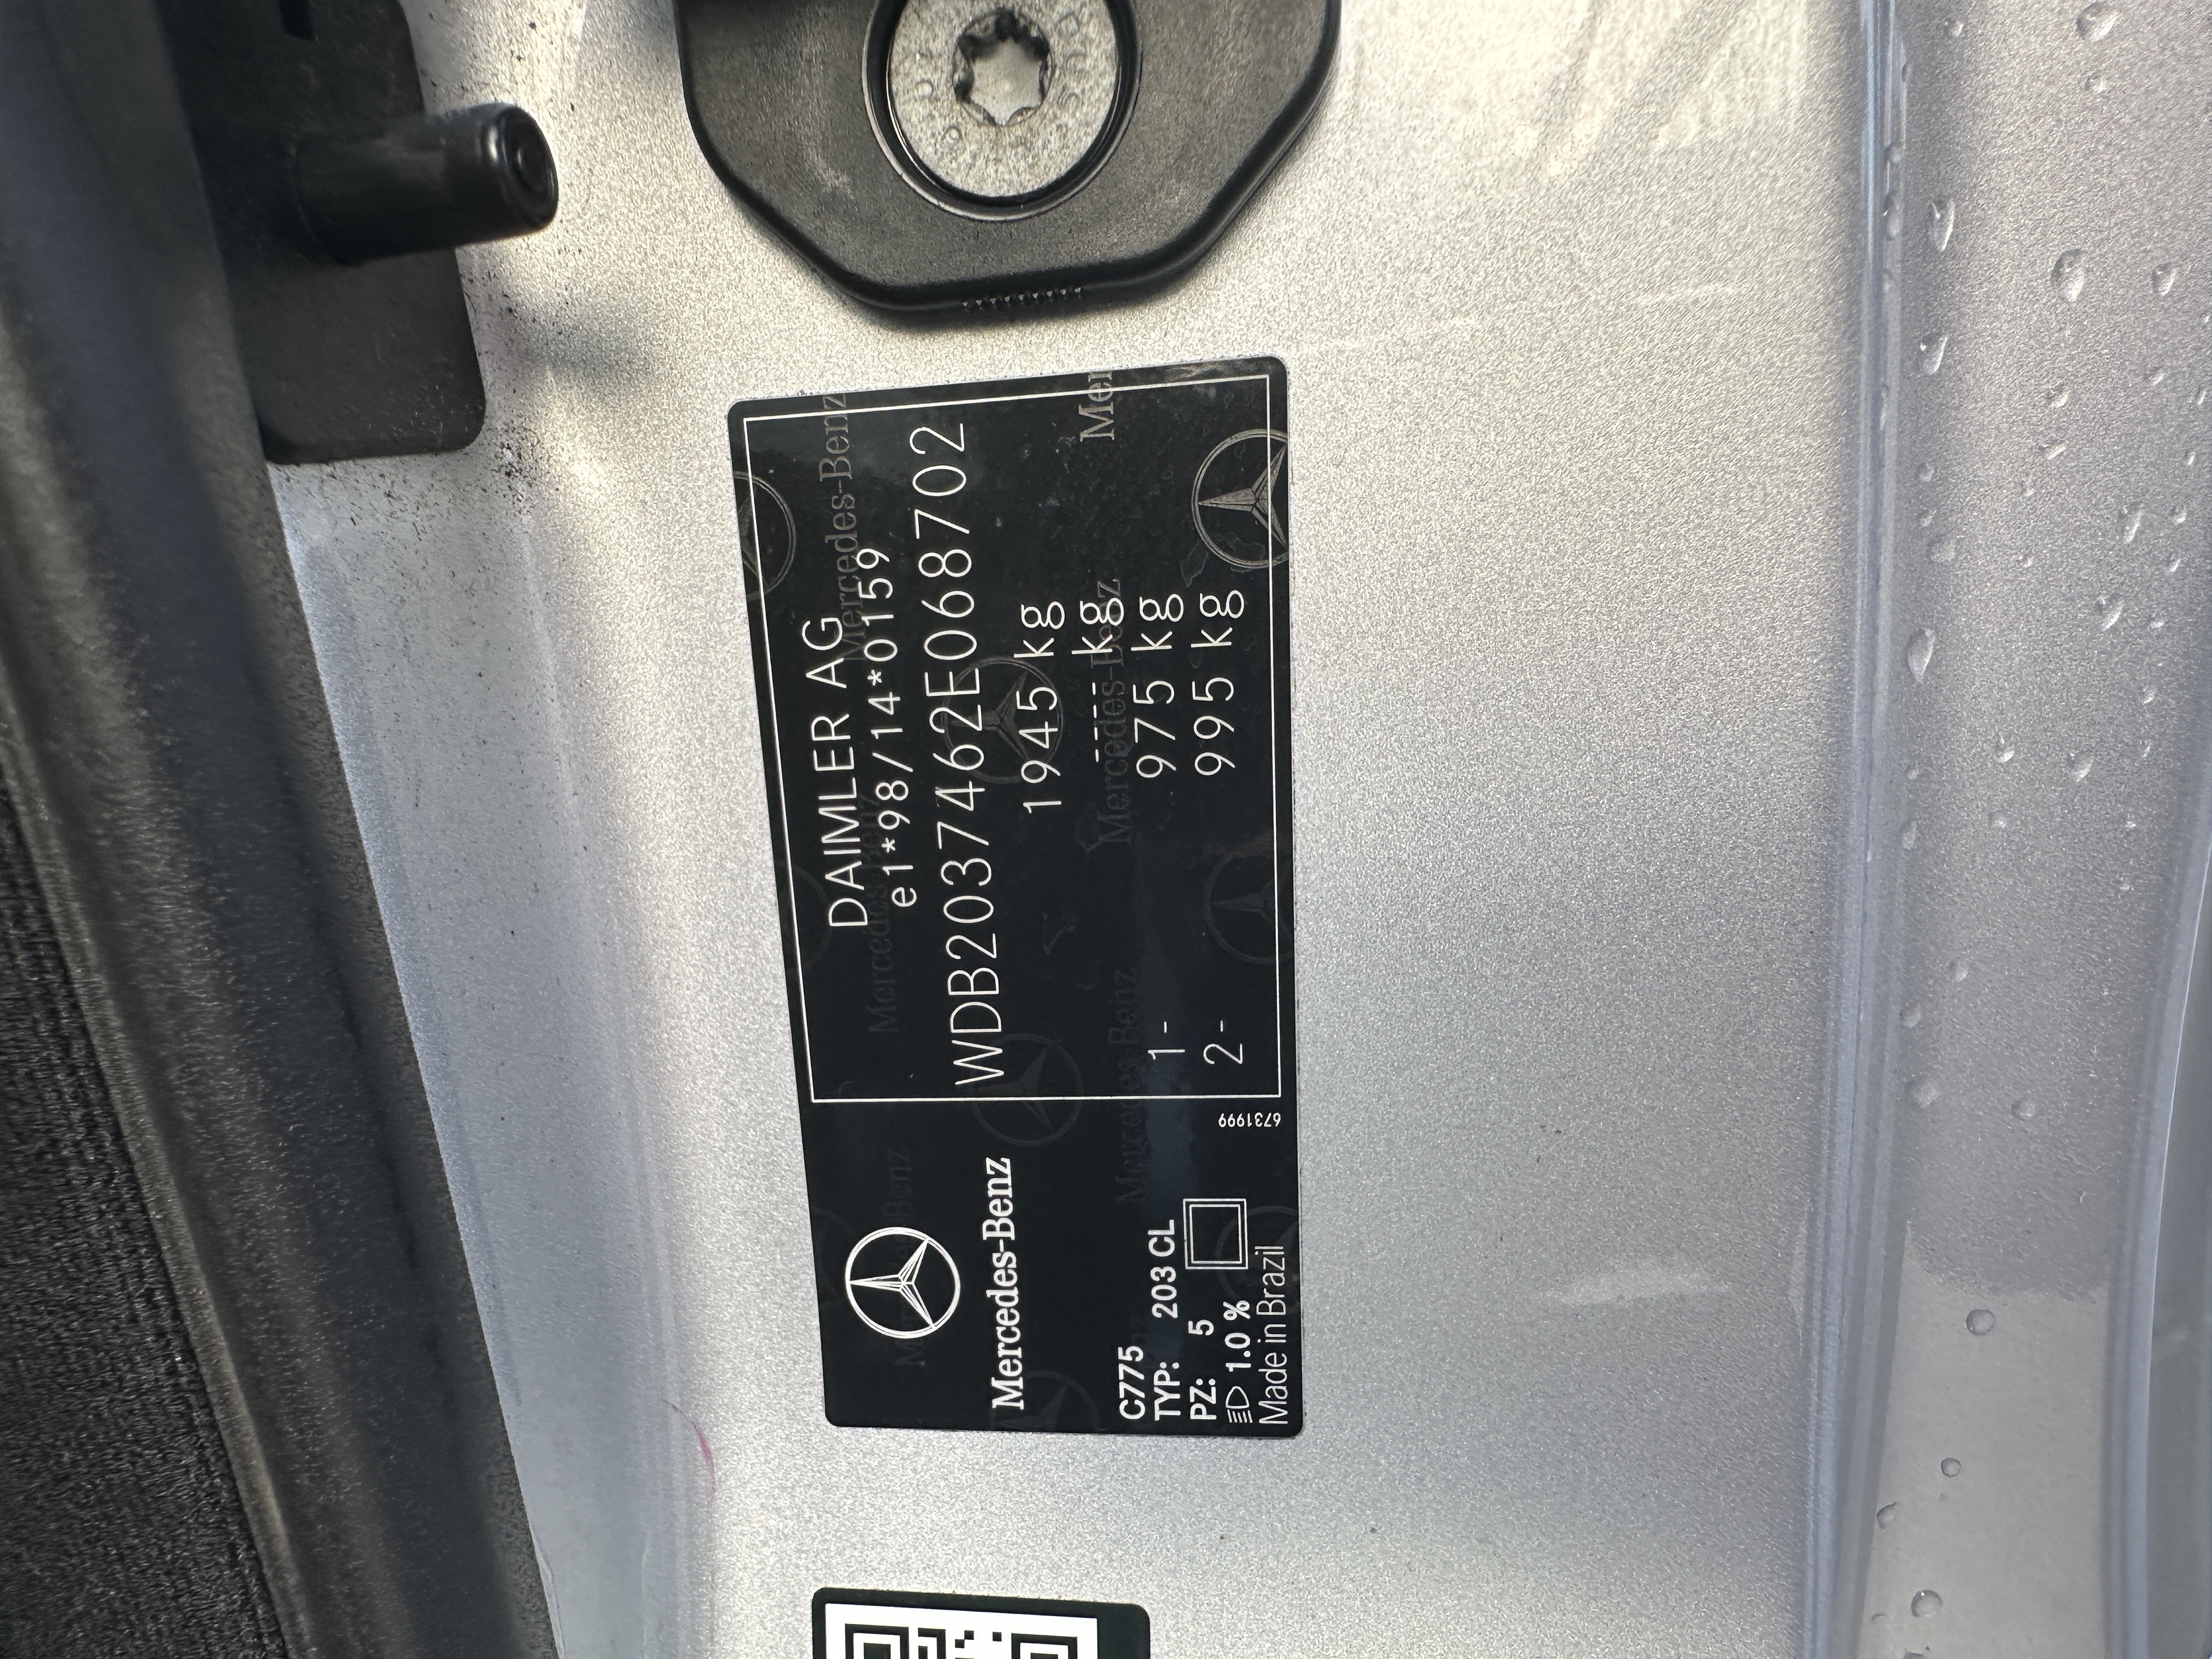 DAIMLER AG
e1*98/14*0159
WDB2037462E068702
1945 kg
---- kg
1- 975 kg
2- 995 kg
Mercedes-Benz
C775
TYP: 203 CL
PZ: 5
1.0 %
Made in Brazil
6731999